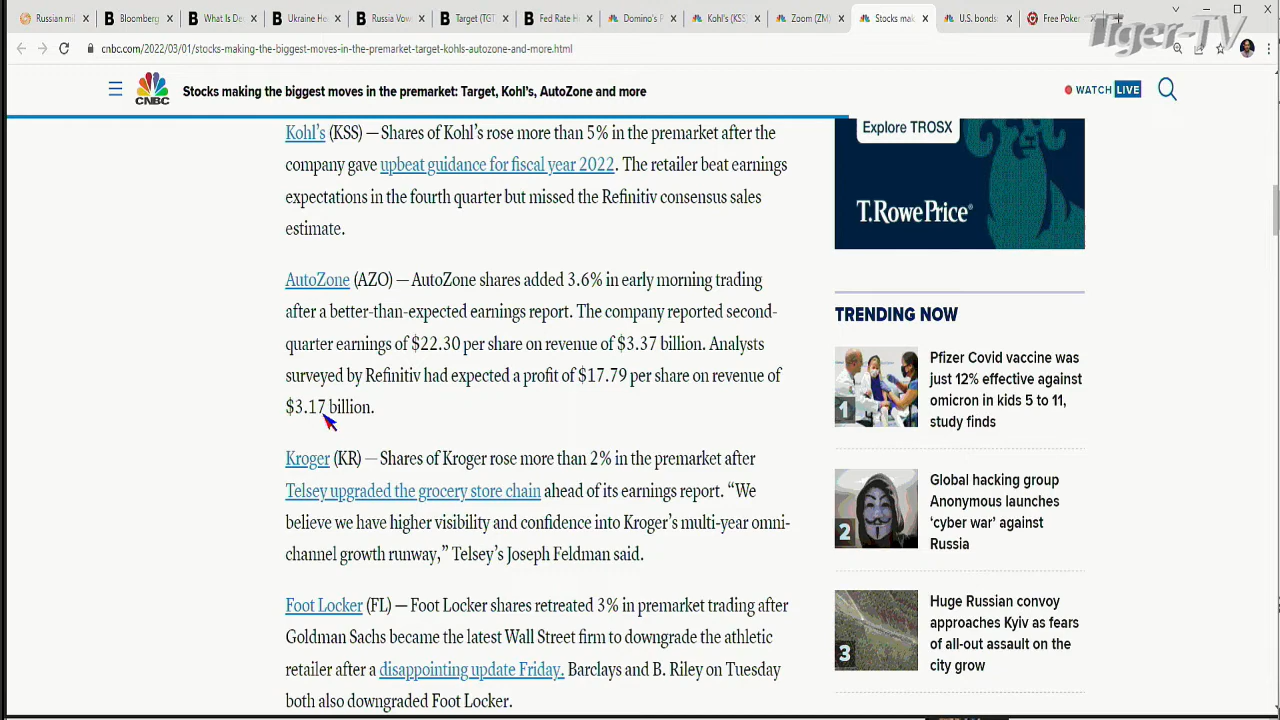 Russian mil
Bloomberg
What Is De
Ukraine He
Russia Vow
Target (TGT
Fed Rate H
Domino's P
Kohl's (KSS
Zoom (ZM)
Stocks mak
U.S. bonds
Free Poker
Tiger-TV
cnbc.com/2022/03/01/stocks-making-the-biggest-moves-in-the-premarket-target-kohls-autozone-and-more.html
CNBC
Stocks making the biggest moves in the premarket: Target, Kohl's, AutoZone and more
WATCH LIVE
Kohl's (KSS) — Shares of Kohl's rose more than 5% in the premarket after the
company gave upbeat guidance for fiscal year 2022. The retailer beat earnings
expectations in the fourth quarter but missed the Refinitiv consensus sales
estimate.
AutoZone (AZO) — AutoZone shares added 3.6% in early morning trading
after a better-than-expected earnings report. The company reported second-
quarter earnings of $22.30 per share on revenue of $3.37 billion. Analysts
surveyed by Refinitiv had expected a profit of $17.79 per share on revenue of
$3.17 billion.
Kroger (KR) — Shares of Kroger rose more than 2% in the premarket after
Telsey upgraded the grocery store chain ahead of its earnings report. “We
believe we have higher visibility and confidence into Kroger's multi-year omni-
channel growth runway,” Telsey's Joseph Feldman said.
Foot Locker (FL) — Foot Locker shares retreated 3% in premarket trading after
Goldman Sachs became the latest Wall Street firm to downgrade the athletic
retailer after a disappointing update Friday. Barclays and B. Riley on Tuesday
both also downgraded Foot Locker.
Explore TROSX
T.RowePrice®
TRENDING NOW
1
Pfizer Covid vaccine was
just 12% effective against
omicron in kids 5 to 11,
study finds
2
Global hacking group
Anonymous launches
‘cyber war’ against
Russia
3
Huge Russian convoy
approaches Kyiv as fears
of all-out assault on the
city grow